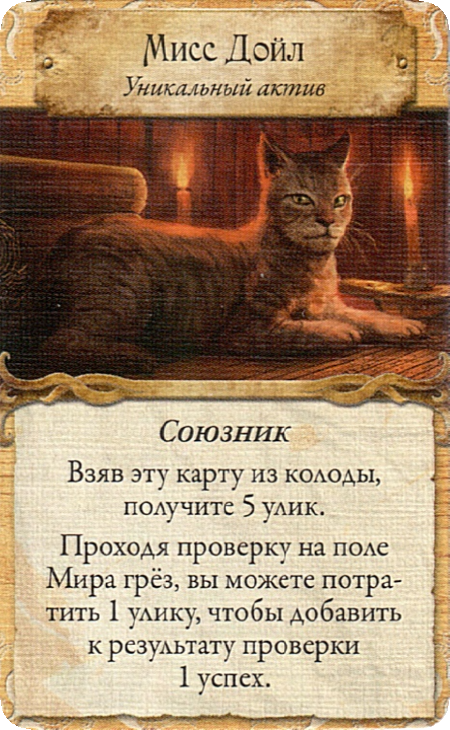 Мисс Дойл
Уникальный актив
Союзник
Взяв эту карту из колоды,
получите 5 улик.
Проходя проверку на поле
Мира грёз, вы можете потра-
тить 1 улику, чтобы добавить
к результату проверки
1 успех.